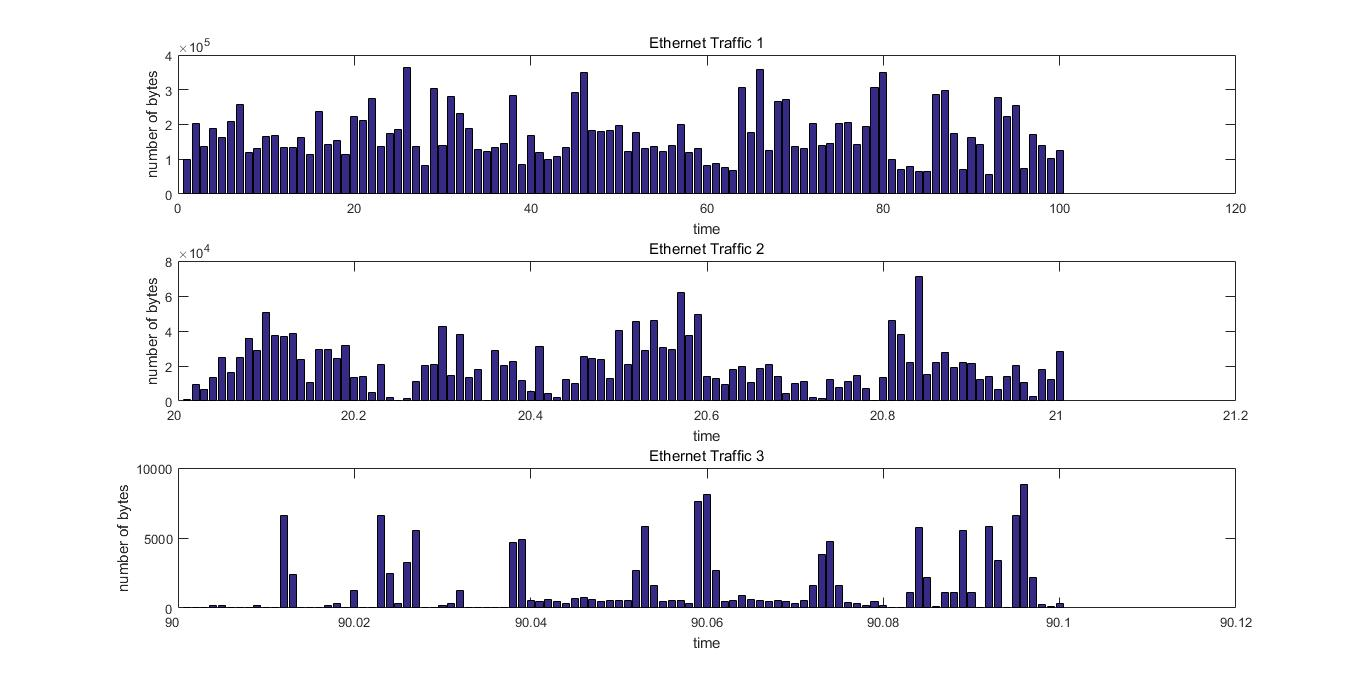 Ethernet Traffic 1
×10^5
4
3
2
1
0
number of bytes
0 20 40 60 80 100 120
time
Ethernet Traffic 2
×10^4
8
6
4
2
0
number of bytes
20 20.2 20.4 20.6 20.8 21 21.2
time
Ethernet Traffic 3
10000
5000
0
number of bytes
90 90.02 90.04 90.06 90.08 90.1 90.12
time